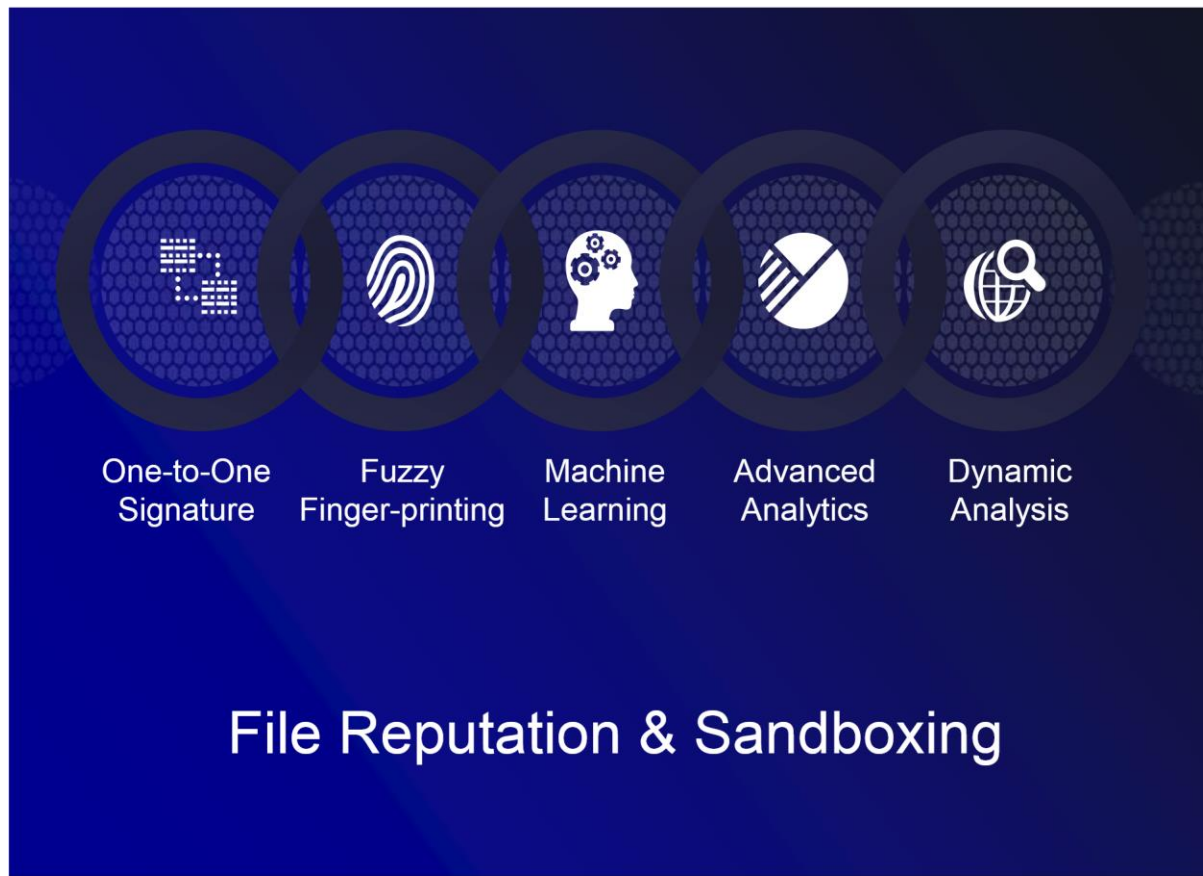 One-to-One
Signature
Fuzzy
Finger-printing
Machine
Learning
Advanced
Analytics
Dynamic
Analysis
File Reputation & Sandboxing